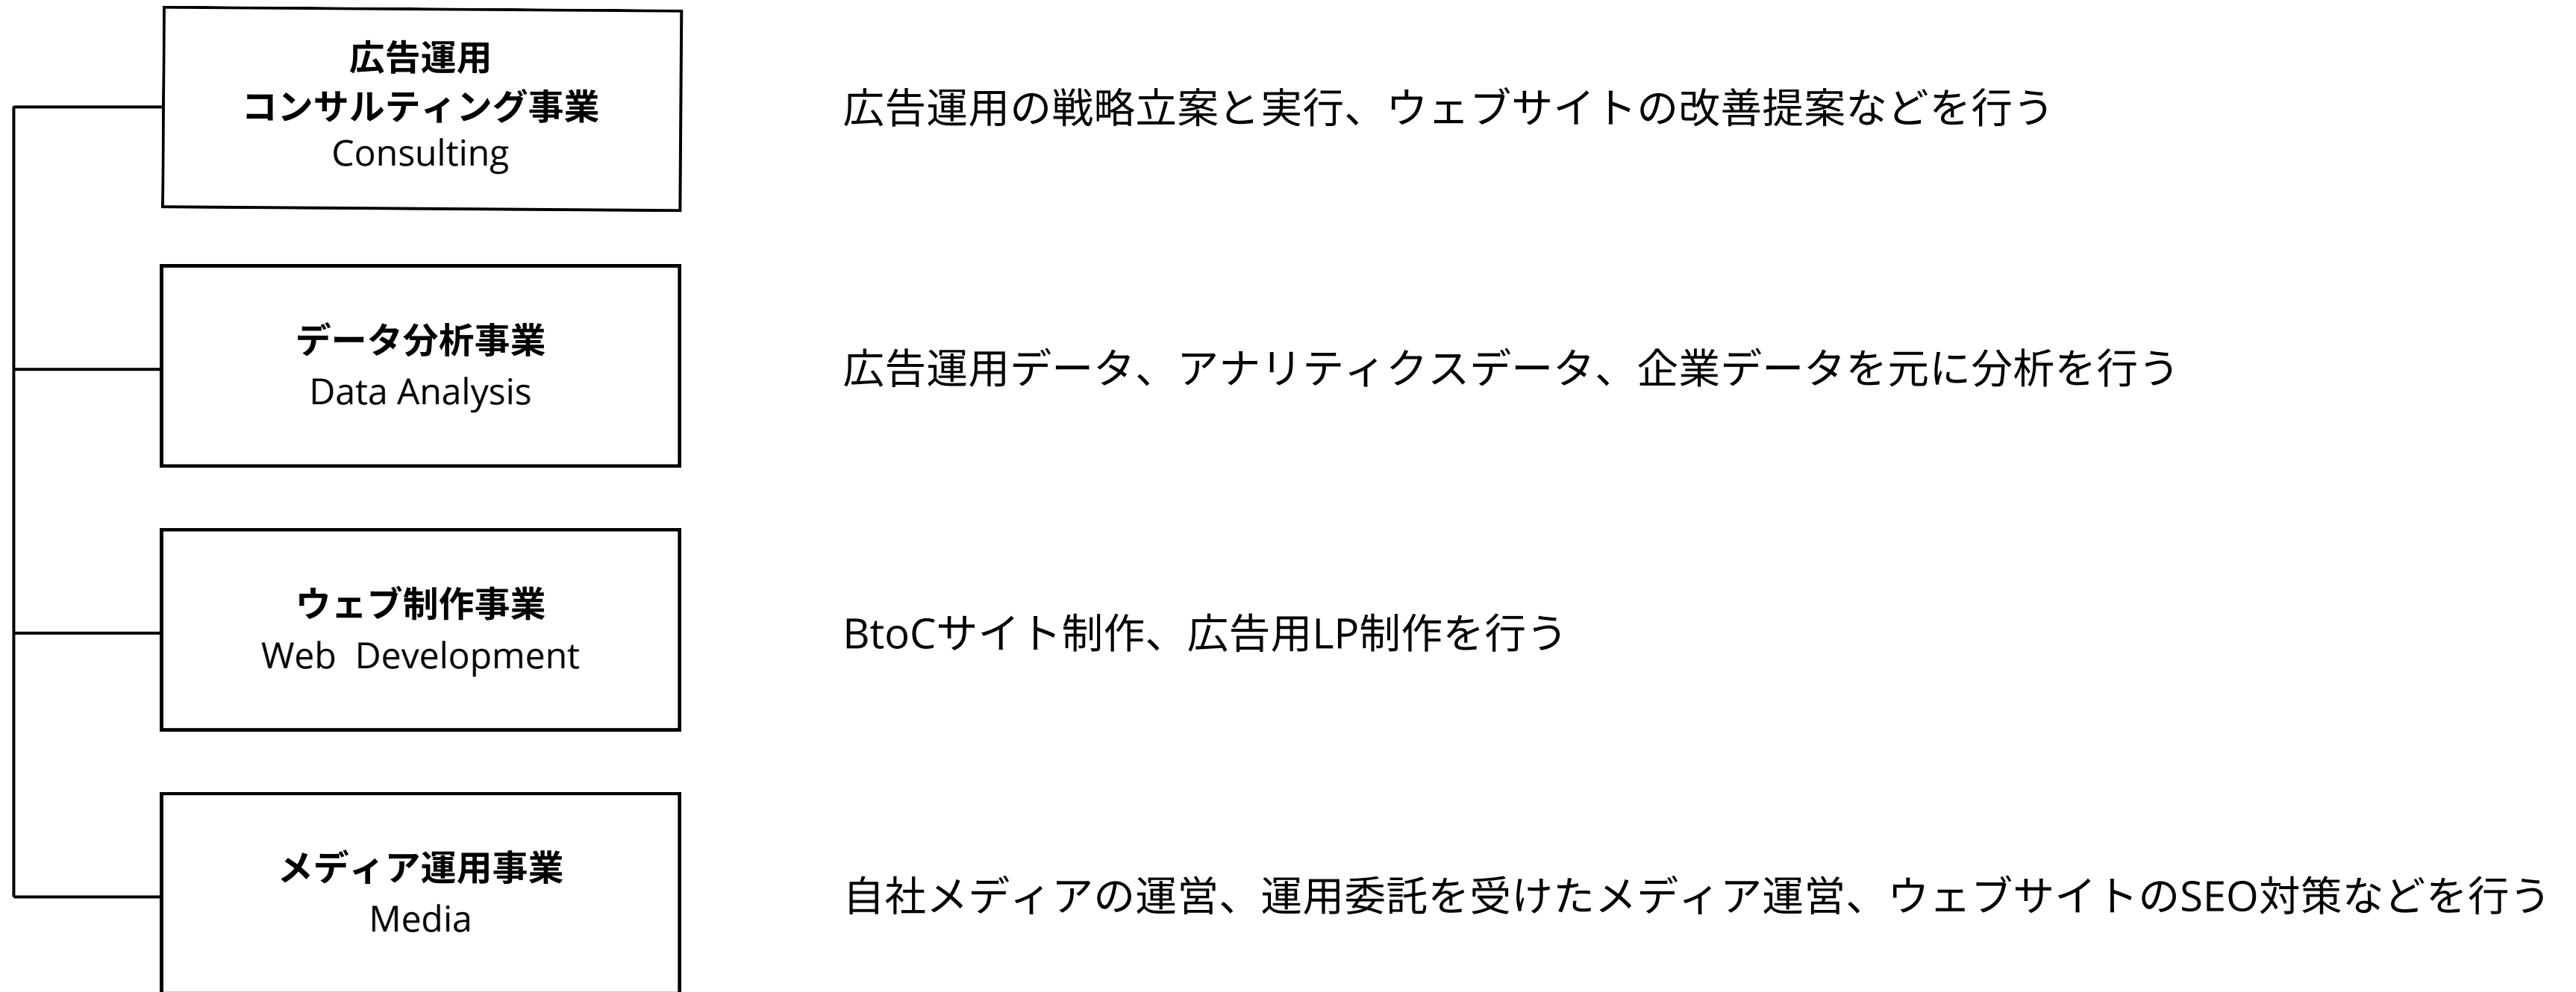 広告運用
コンサルティング事業
Consulting
広告運用の戦略立案と実行、ウェブサイトの改善提案などを行う
データ分析事業
Data Analysis
広告運用データ、アナリティクスデータ、企業データを元に分析を行う
ウェブ制作事業
Web  Development
BtoCサイト制作、広告用LP制作を行う
メディア運用事業
Media
自社メディアの運営、運用委託を受けたメディア運営、ウェブサイトのSEO対策などを行う